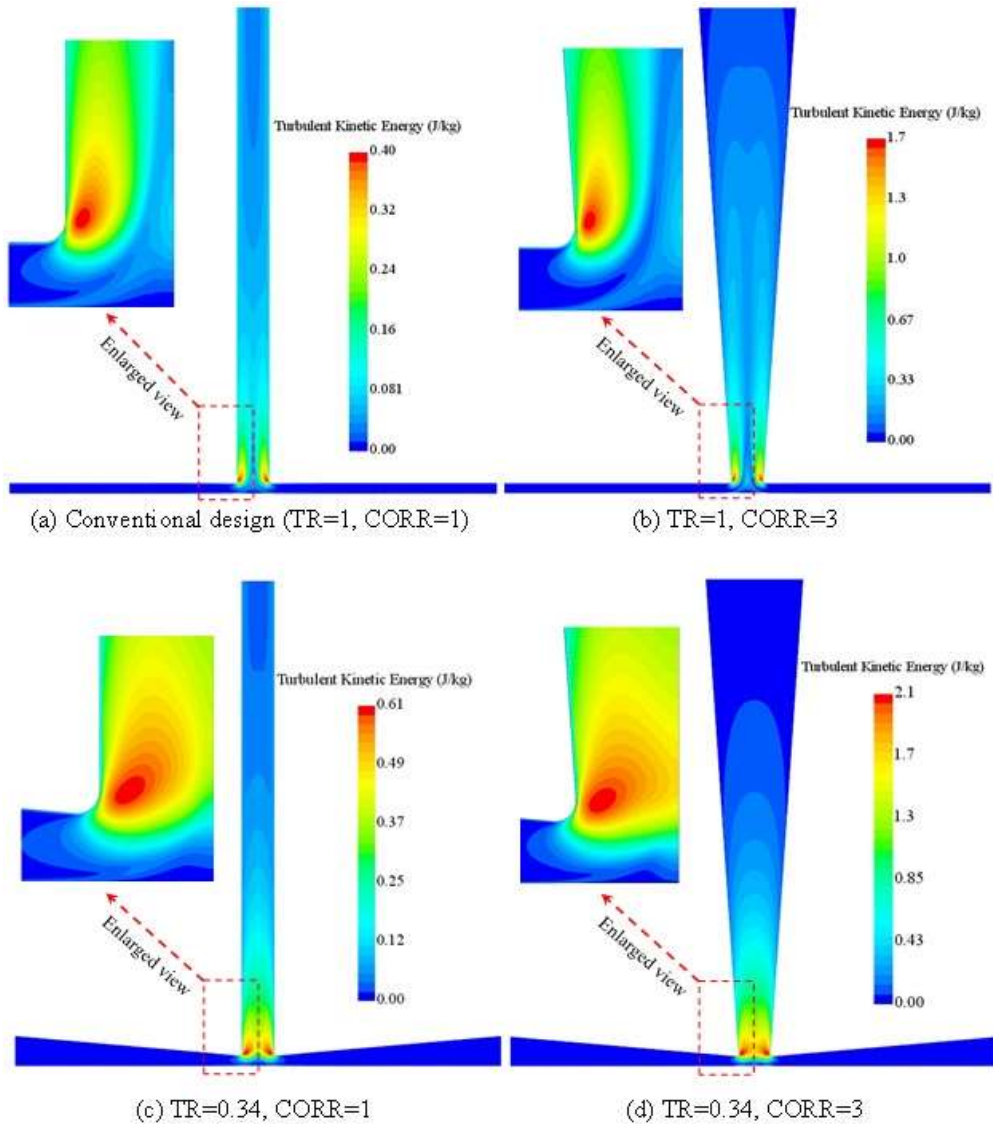 Turbulent Kinetic Energy (J/kg)
0.40
0.32
0.24
0.16
0.081
0.00
Enlarged view
(a) Conventional design (TR=1, CORR=1)
Turbulent Kinetic Energy (J/kg)
1.7
1.3
1.0
0.67
0.33
0.00
Enlarged view
(b) TR=1, CORR=3
Turbulent Kinetic Energy (J/kg)
0.61
0.49
0.37
0.25
0.12
0.00
Enlarged view
(c) TR=0.34, CORR=1
Turbulent Kinetic Energy (J/kg)
2.1
1.7
1.3
0.85
0.43
0.00
Enlarged view
(d) TR=0.34, CORR=3